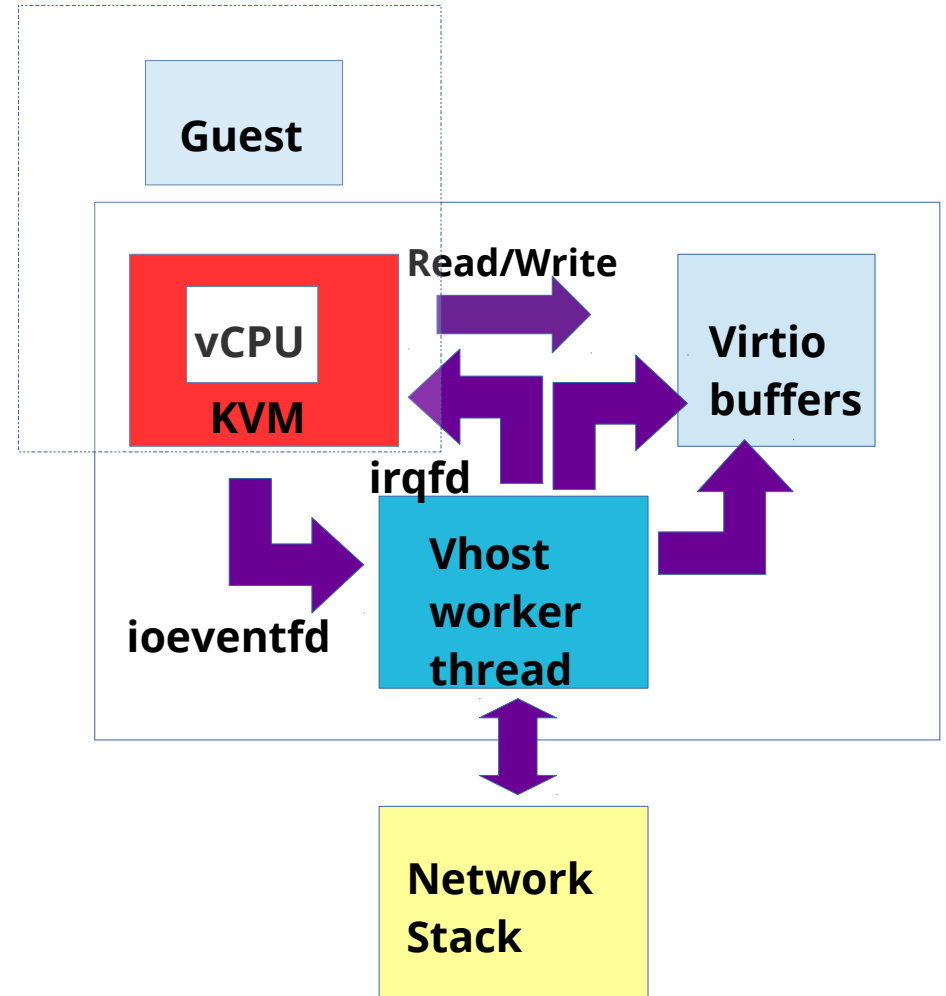 Guest
Read/Write
vCPU
KVM
Virtio
buffers
irqfd
Vhost
worker
thread
ioeventfd
Network
Stack